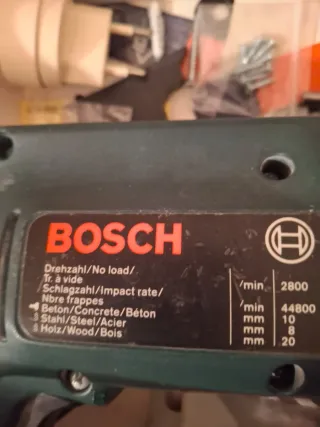 BOSCH
Drehzahl/No load/
Tr. à vide /min 2800
Schlagzahl/Impact rate/
Nbre frappes /min 44800
Beton/Concrete/Béton mm 10
Stahl/Steel/Acier mm 8
Holz/Wood/Bois mm 20